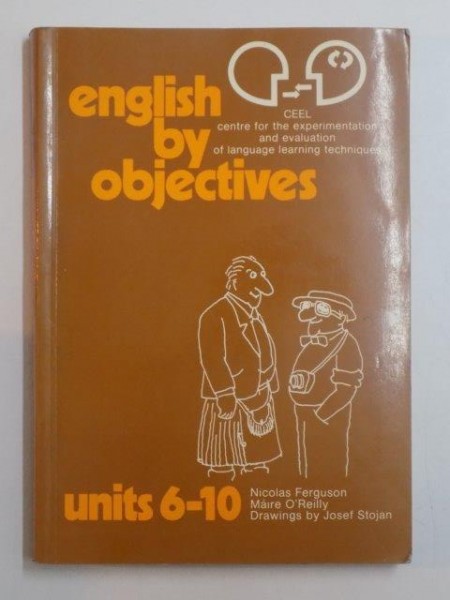 english
by
objectives
CEEL
centre for the experimentation
and evaluation
of language learning techniques
units 6-10
Nicolas Ferguson
Máire O'Reilly
Drawings by Josef Stojan